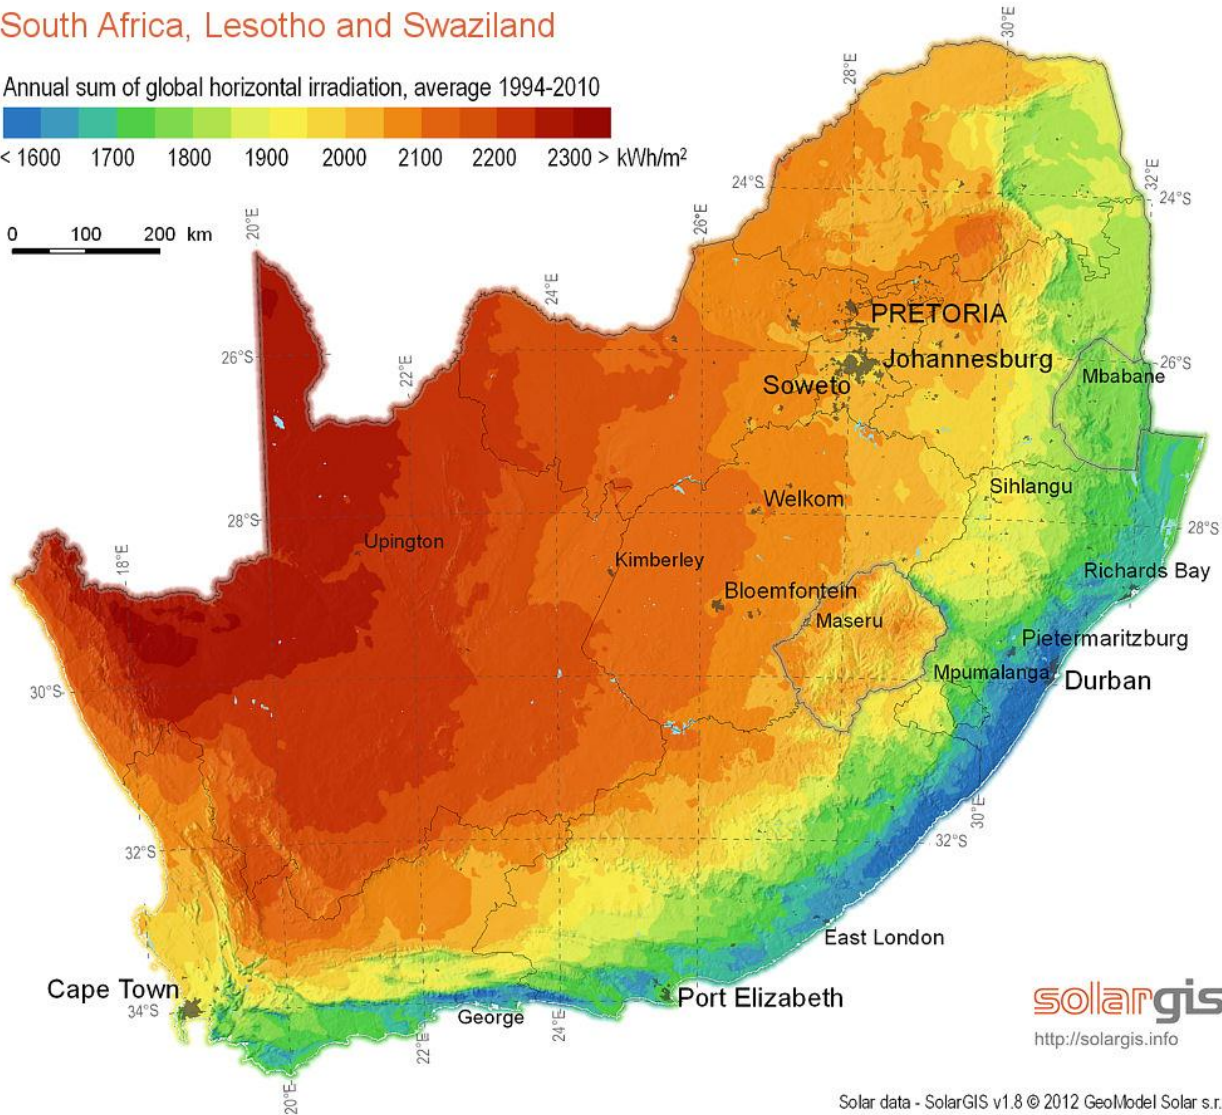 South Africa, Lesotho and Swaziland
Annual sum of global horizontal irradiation, average 1994-2010
< 1600 1700 1800 1900 2000 2100 2200 2300 > kWh/m²
0 100 200 km
30°E
28°E
24°S
32°E
24°S
20°E
26°E
24°E
PRETORIA
26°S
22°E
Johannesburg
26°S
Soweto
Mbabane
Sihlangu
Welkom
28°S
28°S
Upington
18°E
Kimberley
Richards Bay
Bloemfontein
Maseru
Pietermaritzburg
Mpumalanga
Durban
30°S
30°E
32°S
32°S
East London
Cape Town
Port Elizabeth
34°S
George
24°E
22°E
20°E
solargis
http://solargis.info
Solar data - SolarGIS v1.8 © 2012 GeoModel Solar s.r.